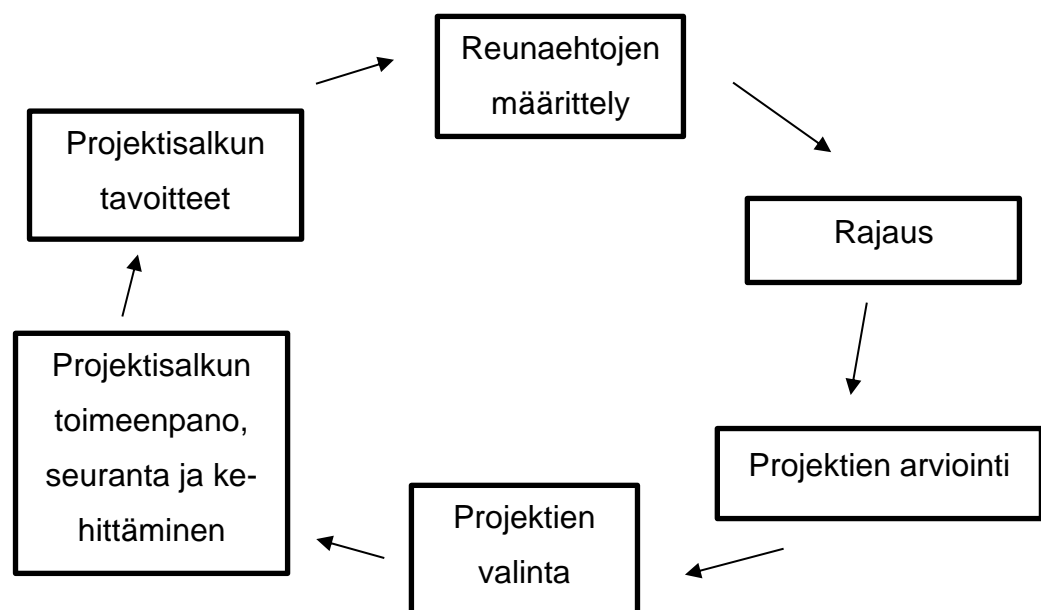 Reunaehtojen
määrittely
Projektisalkun
tavoitteet
Rajaus
Projektisalkun
toimeenpano,
seuranta ja ke-
hittäminen
Projektien arviointi
Projektien
valinta